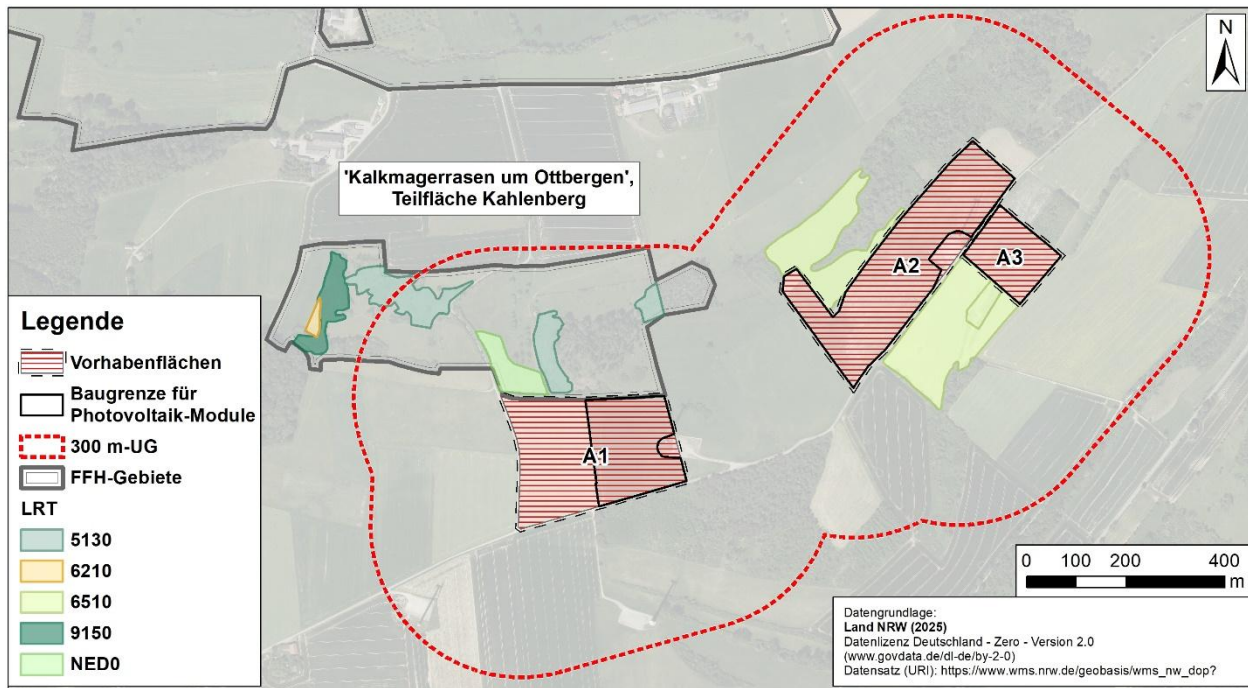 N
'Kalkmagerrasen um Ottbergen',
Teilfläche Kahlenberg
A2
A3
A1
Legende
Vorhabenflächen
Baugrenze für
Photovoltaik-Module
300 m-UG
FFH-Gebiete
LRT
5130
6210
6510
9150
NED0
0 100 200 400
m
Datengrundlage:
Land NRW (2025)
Datenlizenz Deutschland - Zero - Version 2.0
(www.govdata.de/dl-de/by-2-0)
Datensatz (URI): https://www.wms.nrw.de/geobasis/wms_nw_dop?